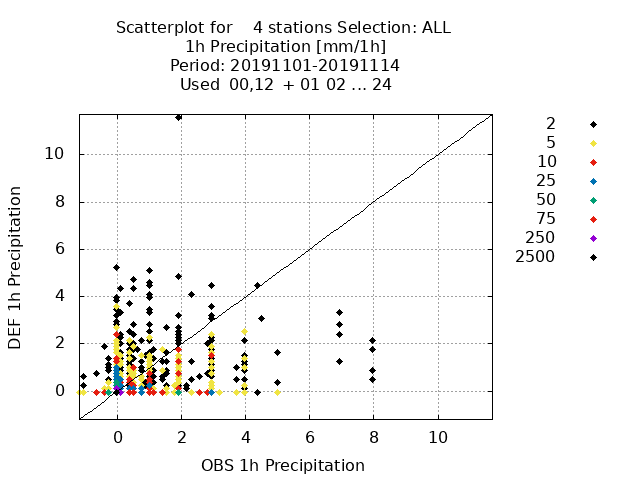 Scatterplot for    4 stations Selection: ALL
1h Precipitation [mm/1h]
Period: 20191101-20191114
Used  00,12  + 01 02 ... 24
DEF 1h Precipitation
10
8
6
4
2
0
0 2 4 6 8 10
OBS 1h Precipitation
2
5
10
25
50
75
250
2500